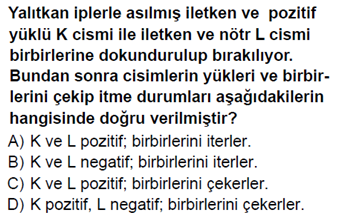 Yalıtkan iplerle asılmış iletken ve pozitif
yüklü K cismi ile iletken ve nötr L cismi
birbirlerine dokundurulup bırakılıyor.
Bundan sonra cisimlerin yükleri ve birbir-
lerini çekip itme durumları aşağıdakilerin
hangisinde doğru verilmiştir?
A) K ve L pozitif; birbirlerini iterler.
B) K ve L negatif; birbirlerini iterler.
C) K ve L pozitif; birbirlerini çekerler.
D) K pozitif, L negatif; birbirlerini çekerler.